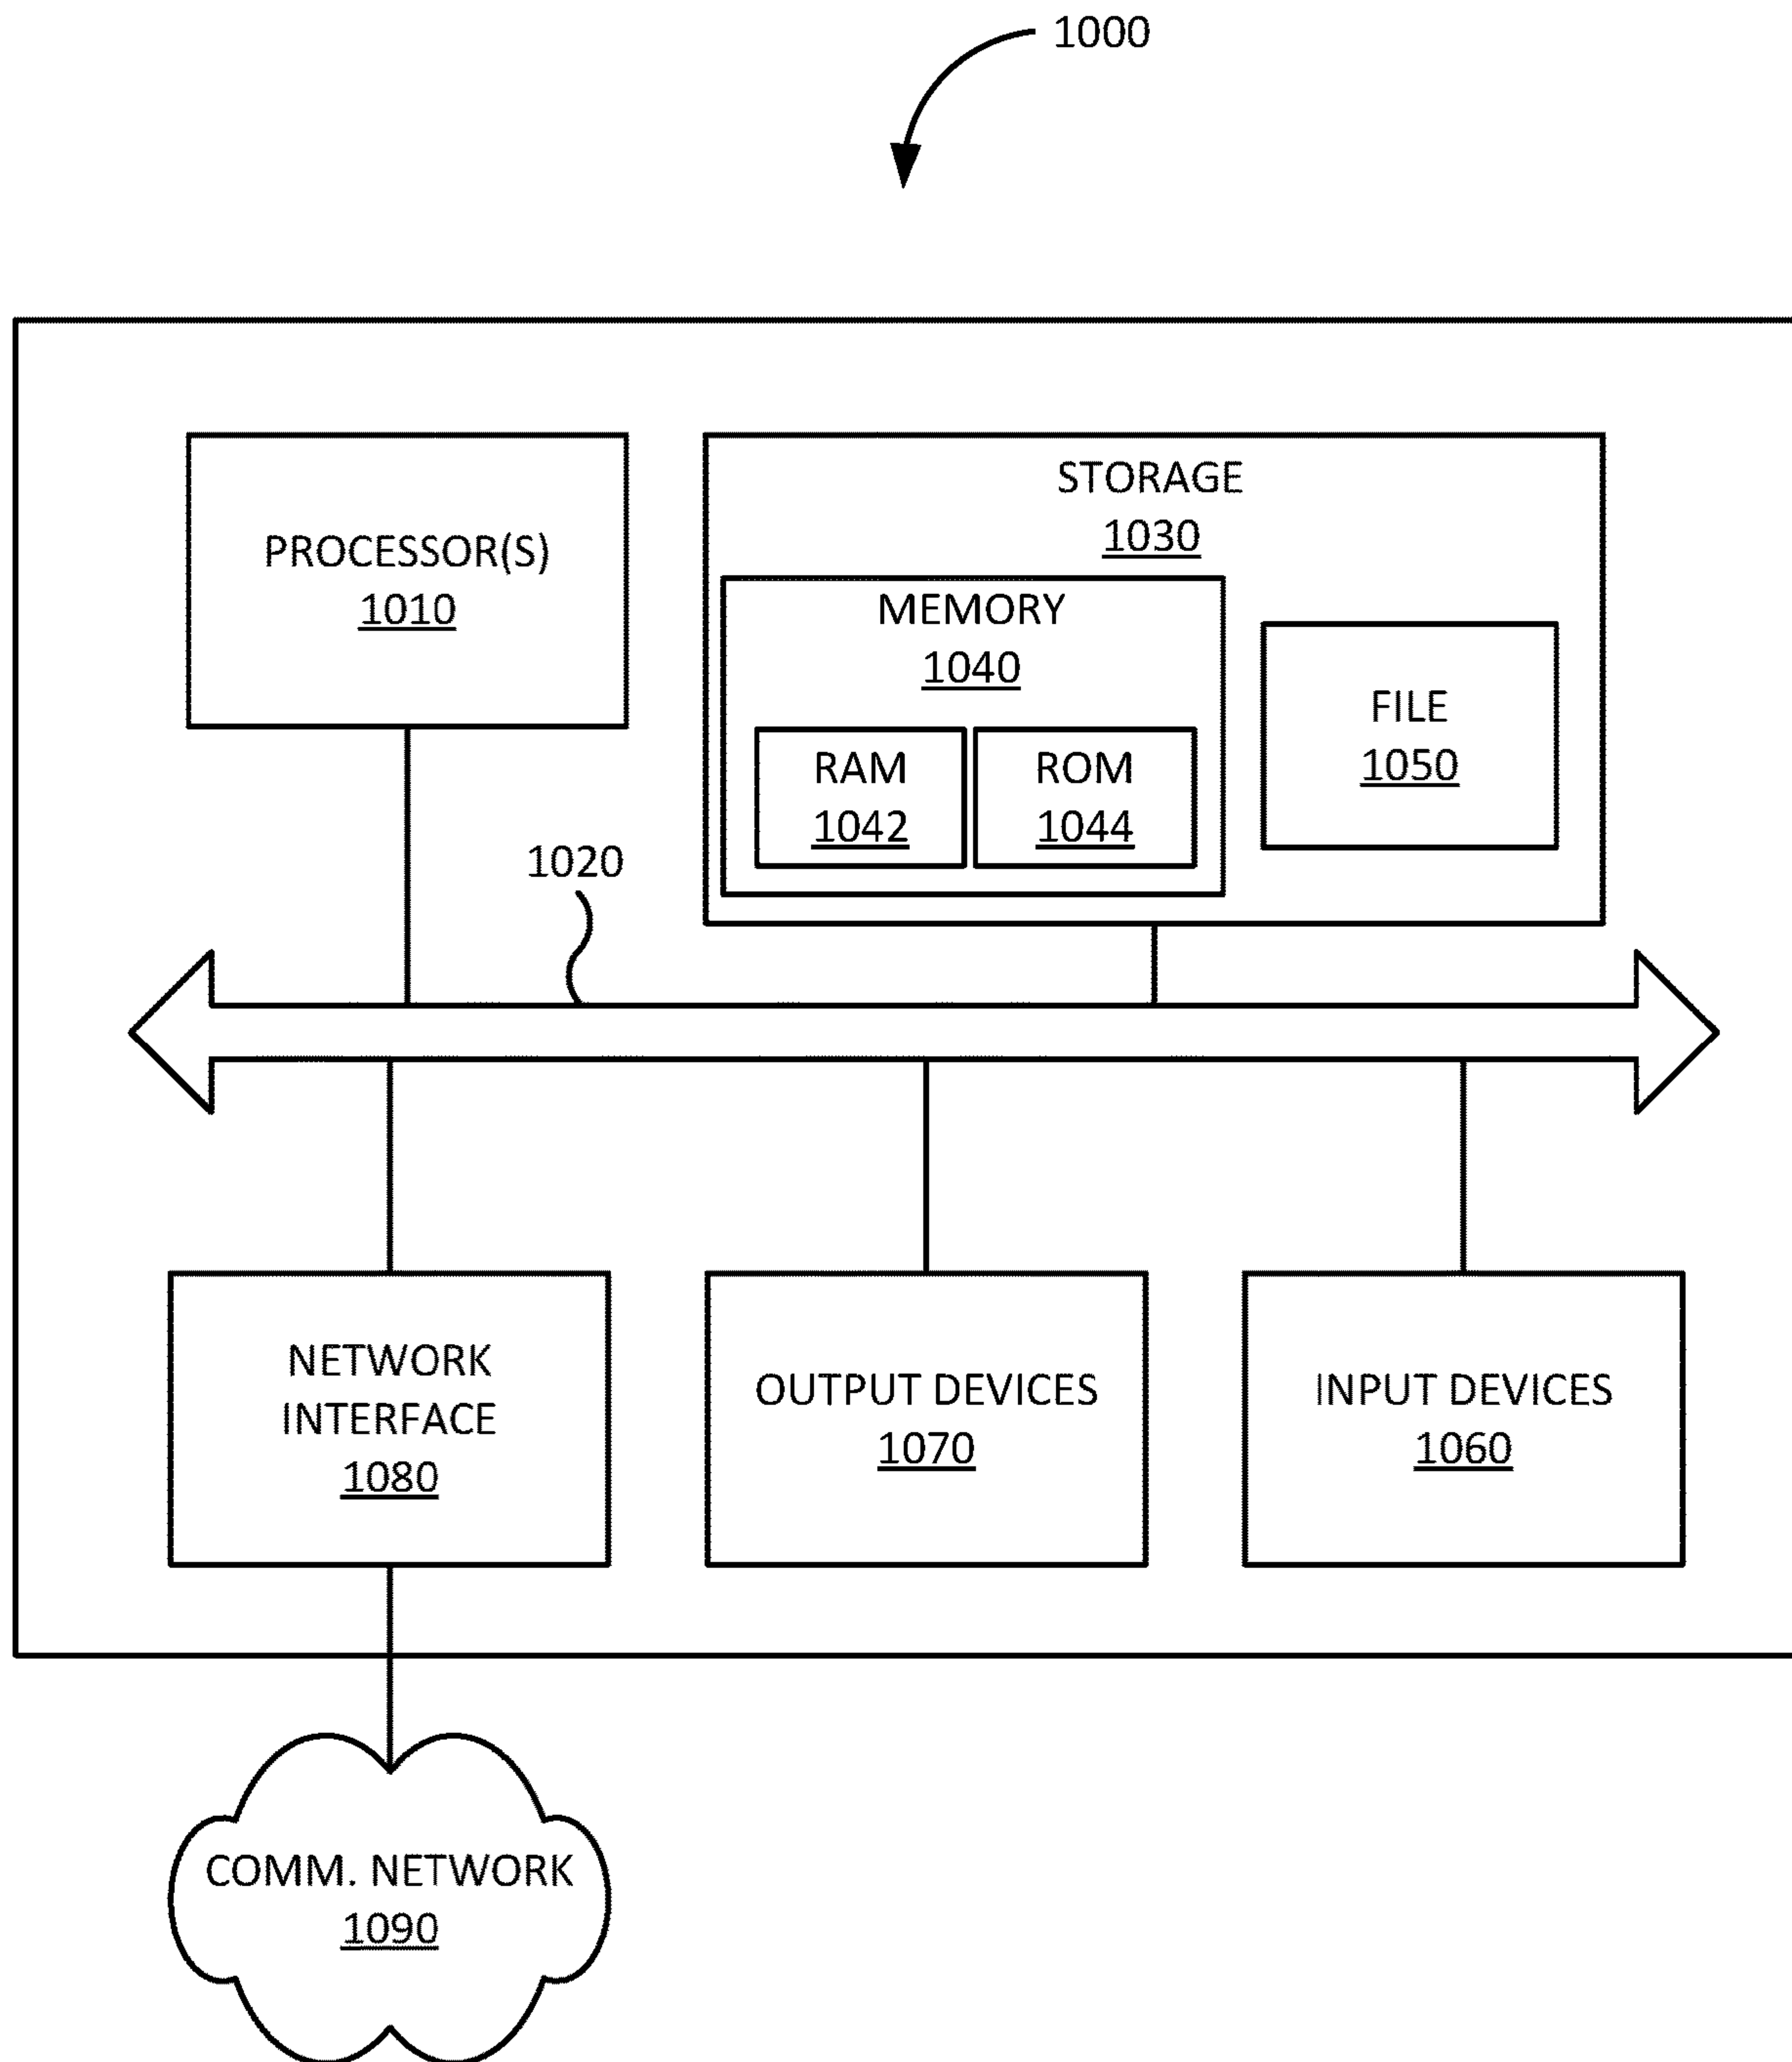 1000
PROCESSOR(S)
1010
STORAGE
1030
MEMORY
1040
RAM
1042
ROM
1044
FILE
1050
1020
NETWORK
INTERFACE
1080
OUTPUT DEVICES
1070
INPUT DEVICES
1060
COMM. NETWORK
1090